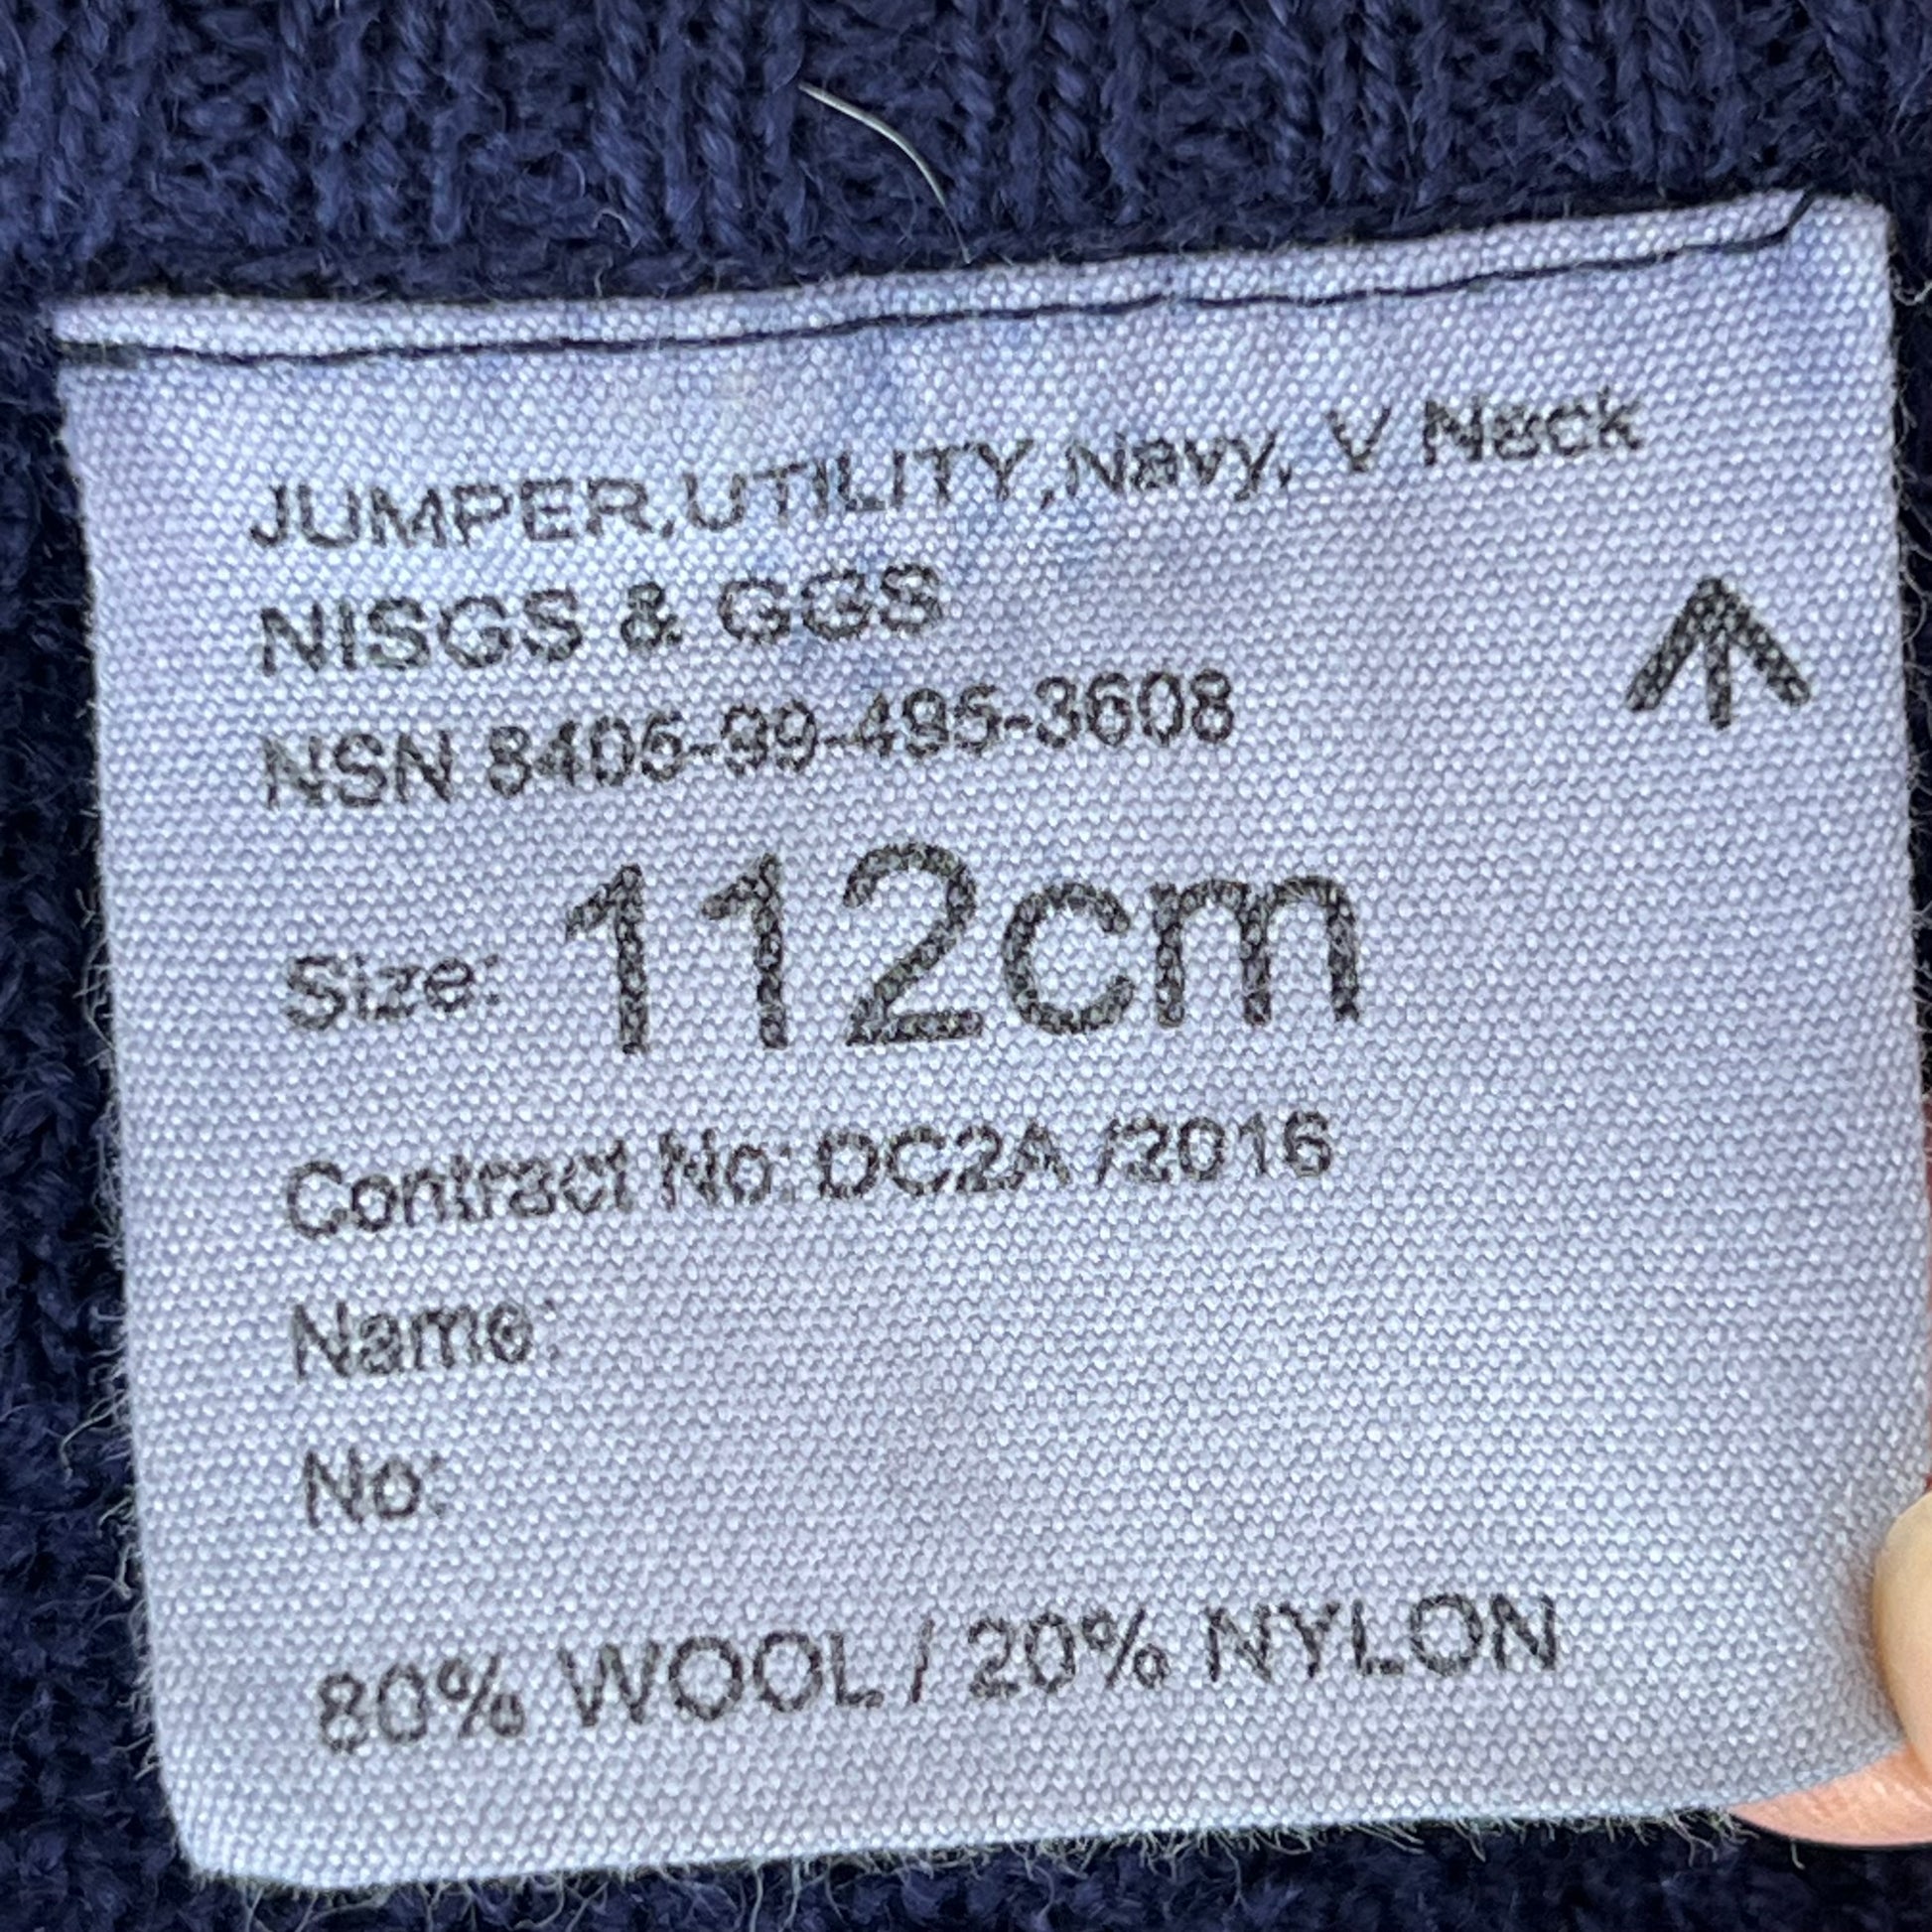 JUMPER,UTILITY,Navy, V Neck
NISGS & GGS
NSN 8405-99-495-3608
Size: 112cm
Contract No: DC2A /2016
Name:
No:
80% WOOL / 20% NYLON